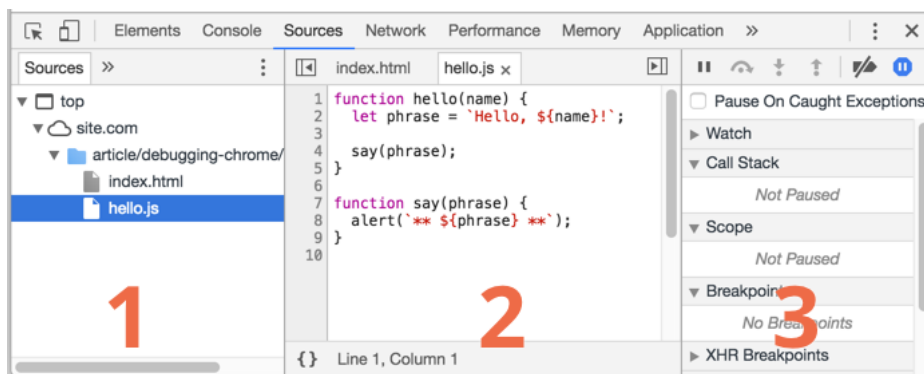 Elements Console Sources Network Performance Memory Application »
Sources »
top
site.com
article/debugging-chrome/
index.html
hello.js
1
index.html hello.js x
1 function hello(name) {
2   let phrase = `Hello, ${name}!`;
3
4   say(phrase);
5 }
6
7 function say(phrase) {
8   alert(`** ${phrase} **`);
9 }
10
2
{} Line 1, Column 1
Pause On Caught Exceptions
Watch
Call Stack
Not Paused
Scope
Not Paused
Breakpoints
No Breakpoints
3
XHR Breakpoints